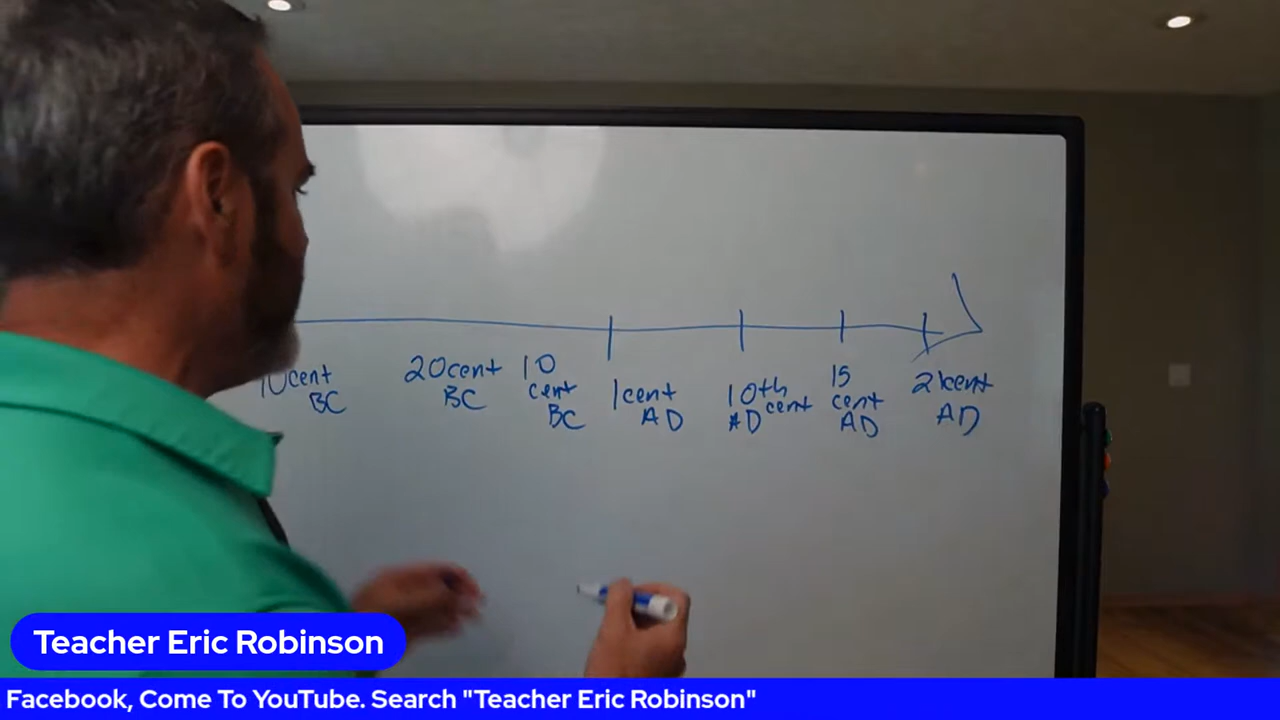 20cent
BC
10
cent
BC
1cent
AD
10th
cent
AD
15
cent
AD
21cent
AD
cent
BC
Teacher Eric Robinson
Facebook, Come To YouTube. Search "Teacher Eric Robinson"